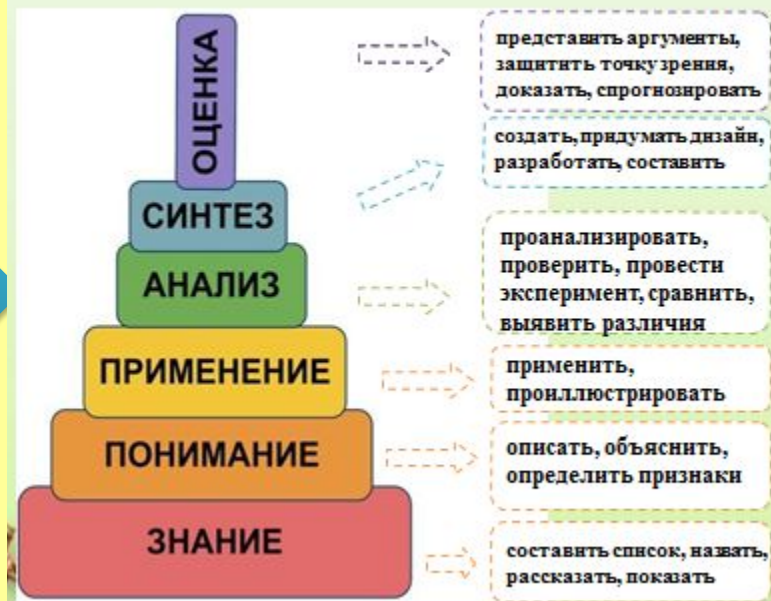 ОЦЕНКА
представить аргументы,
защитить точку зрения,
доказать, спрогнозировать
СИНТЕЗ
создать, придумать дизайн,
разработать, составить
АНАЛИЗ
проанализировать,
проверить, провести
эксперимент, сравнить,
выявить различия
ПРИМЕНЕНИЕ
применить,
проиллюстрировать
ПОНИМАНИЕ
описать, объяснить,
определить признаки
ЗНАНИЕ
составить список, назвать,
рассказать, показать